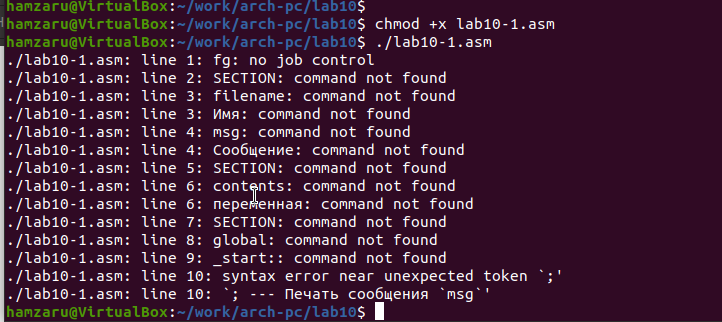 hamzaru@VirtualBox:~/work/arch-pc/lab10$
hamzaru@VirtualBox:~/work/arch-pc/lab10$ chmod +x lab10-1.asm
hamzaru@VirtualBox:~/work/arch-pc/lab10$ ./lab10-1.asm
./lab10-1.asm: line 1: fg: no job control
./lab10-1.asm: line 2: SECTION: command not found
./lab10-1.asm: line 3: filename: command not found
./lab10-1.asm: line 3: Имя: command not found
./lab10-1.asm: line 4: msg: command not found
./lab10-1.asm: line 4: Сообщение: command not found
./lab10-1.asm: line 5: SECTION: command not found
./lab10-1.asm: line 6: contents: command not found
./lab10-1.asm: line 6: переменная: command not found
./lab10-1.asm: line 7: SECTION: command not found
./lab10-1.asm: line 8: global: command not found
./lab10-1.asm: line 9: _start:: command not found
./lab10-1.asm: line 10: syntax error near unexpected token `;'
./lab10-1.asm: line 10: `; --- Печать сообщения `msg`'
hamzaru@VirtualBox:~/work/arch-pc/lab10$